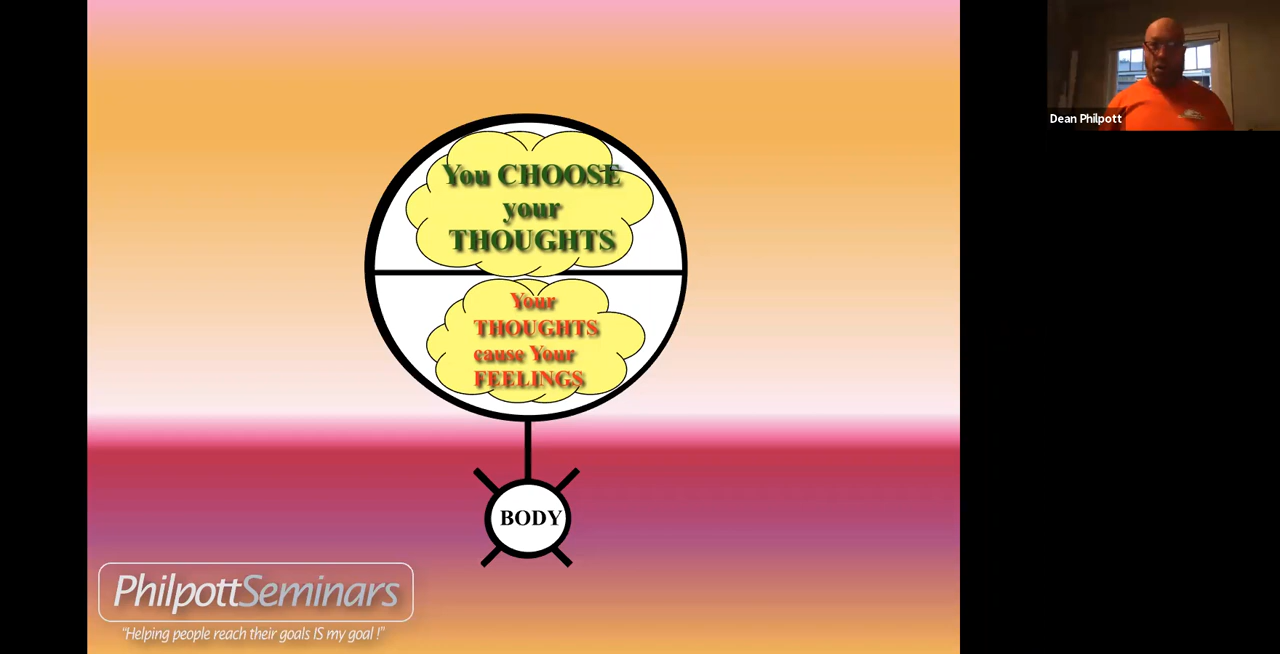 You CHOOSE
your
THOUGHTS
Your
THOUGHTS
cause Your
FEELINGS
BODY
PhilpottSeminars
"Helping people reach their goals IS my goal !"
Dean Philpott